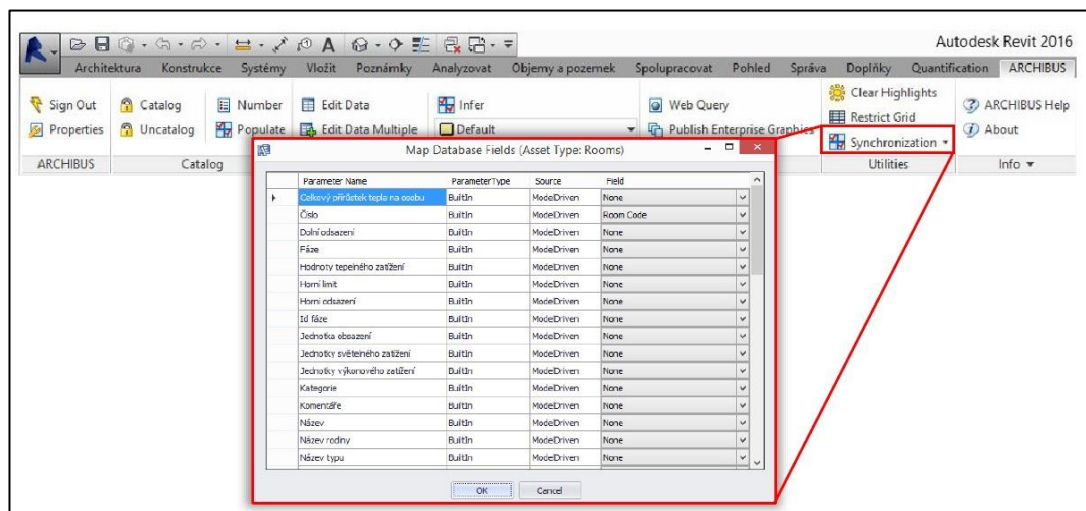 Autodesk Revit 2016
Architektura Konstrukce Systémy Vložit Poznámky Analyzovat Objemy a pozemek Spolupracovat Pohled Správa Doplňky Quantification ARCHIBUS
Sign Out Catalog Number Edit Data Infer Web Query Clear Highlights ARCHIBUS Help
Restrict Grid
Properties Uncatalog Populate Edit Data Multiple Default Publish Enterprise Graphics Synchronization About
ARCHIBUS Catalog Utilities Info
Map Database Fields (Asset Type: Rooms)
Parameter Name ParameterType Source Field
Celkový přírůstek tepla na osobu BuiltIn ModelDriven None
Číslo BuiltIn ModelDriven Room Code
Dolní odsazení BuiltIn ModelDriven None
Fáze BuiltIn ModelDriven None
Hodnoty tepelného zatížení BuiltIn ModelDriven None
Horní limit BuiltIn ModelDriven None
Horní odsazení BuiltIn ModelDriven None
Id fáze BuiltIn ModelDriven None
Jednotka obsazení BuiltIn ModelDriven None
Jednotky světelného zatížení BuiltIn ModelDriven None
Jednotky výkonového zatížení BuiltIn ModelDriven None
Kategorie BuiltIn ModelDriven None
Komentáře BuiltIn ModelDriven None
Název BuiltIn ModelDriven None
Název rodiny BuiltIn ModelDriven None
Název typu BuiltIn ModelDriven None
OK Cancel